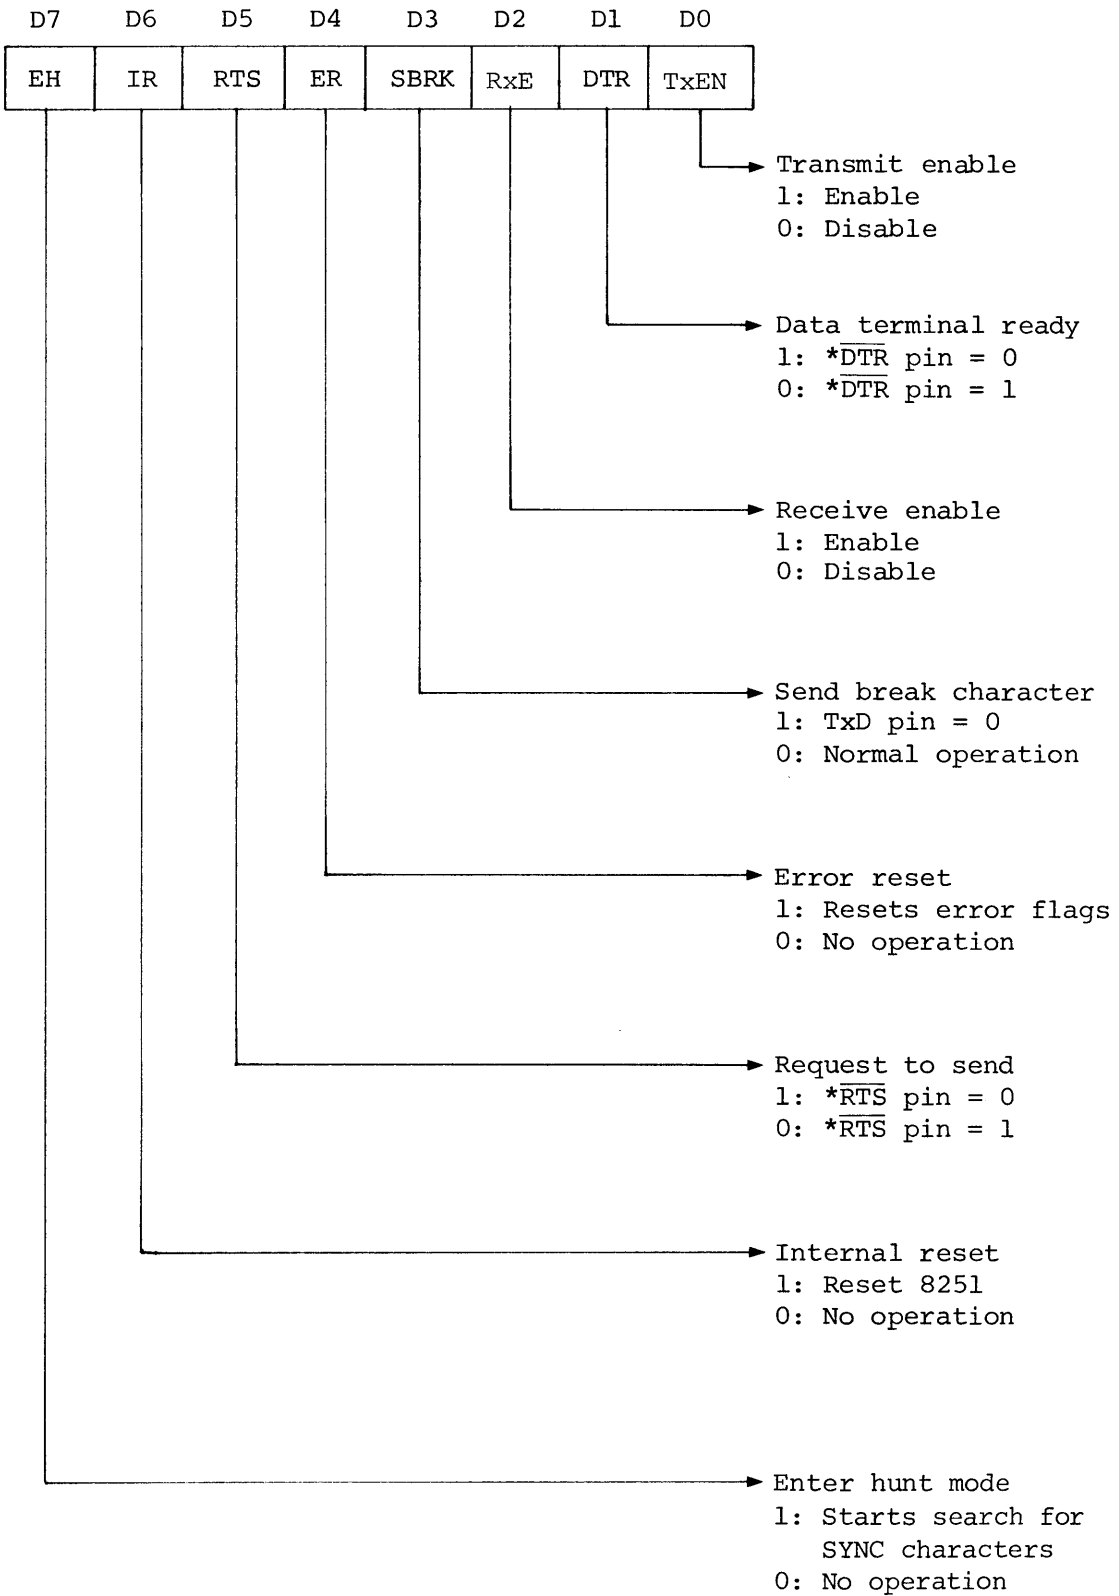 D7 D6 D5 D4 D3 D2 D1 D0
EH IR RTS ER SBRK RxE DTR TxEN
Transmit enable
1: Enable
0: Disable
Data terminal ready
1: *D̅T̅R̅ pin = 0
0: *D̅T̅R̅ pin = 1
Receive enable
1: Enable
0: Disable
Send break character
1: TxD pin = 0
0: Normal operation
Error reset
1: Resets error flags
0: No operation
Request to send
1: *R̅T̅S̅ pin = 0
0: *R̅T̅S̅ pin = 1
Internal reset
1: Reset 8251
0: No operation
Enter hunt mode
1: Starts search for
SYNC characters
0: No operation